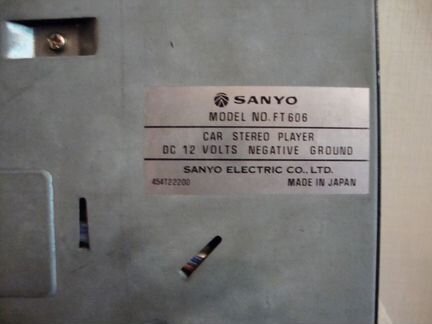 SANYO
MODEL NO. FT606
CAR STEREO PLAYER
DC 12 VOLTS NEGATIVE GROUND
SANYO ELECTRIC CO., LTD.
454T22200 MADE IN JAPAN